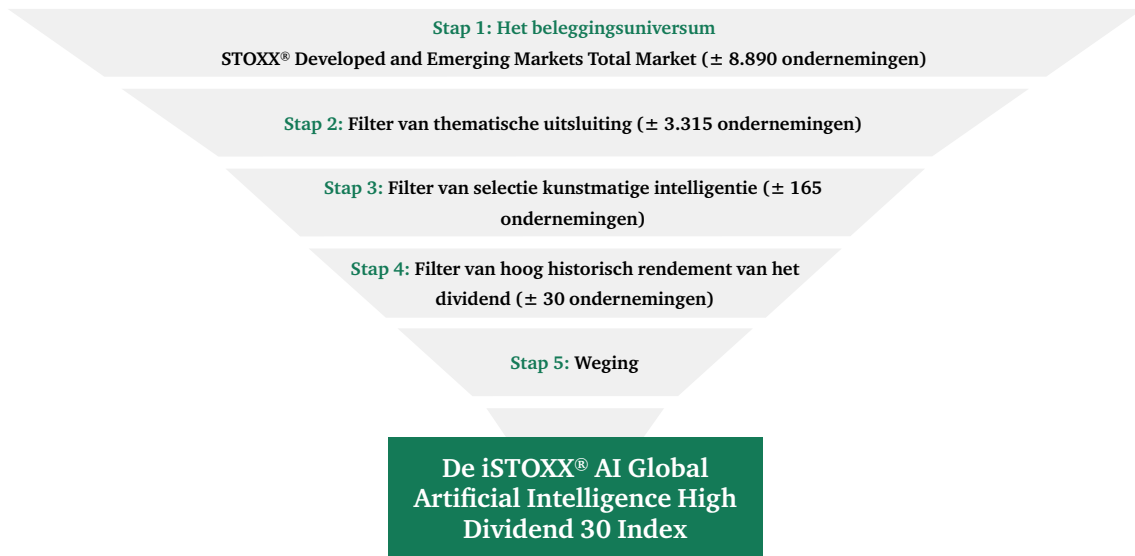 Stap 1: Het beleggingsuniversum
STOXX® Developed and Emerging Markets Total Market (± 8.890 ondernemingen)
Stap 2: Filter van thematische uitsluiting (± 3.315 ondernemingen)
Stap 3: Filter van selectie kunstmatige intelligentie (± 165
ondernemingen)
Stap 4: Filter van hoog historisch rendement van het
dividend (± 30 ondernemingen)
Stap 5: Weging
De iSTOXX® AI Global
Artificial Intelligence High
Dividend 30 Index